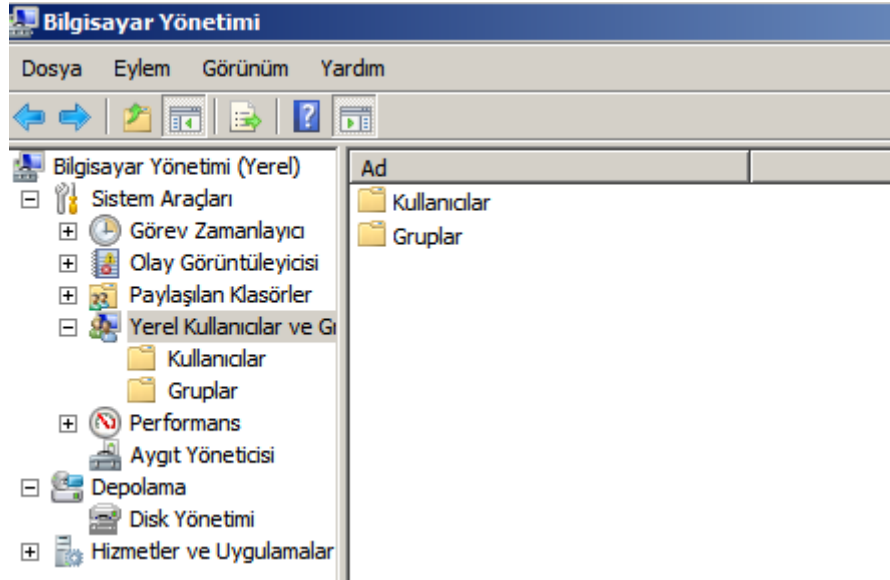 Bilgisayar Yönetimi
Dosya Eylem Görünüm Yardım
Bilgisayar Yönetimi (Yerel)
Sistem Araçları
Görev Zamanlayıcı
Olay Görüntüleyicisi
Paylaşılan Klasörler
Yerel Kullanıcılar ve Gr
Kullanıcılar
Gruplar
Performans
Aygıt Yöneticisi
Depolama
Disk Yönetimi
Hizmetler ve Uygulamalar
Ad
Kullanıcılar
Gruplar